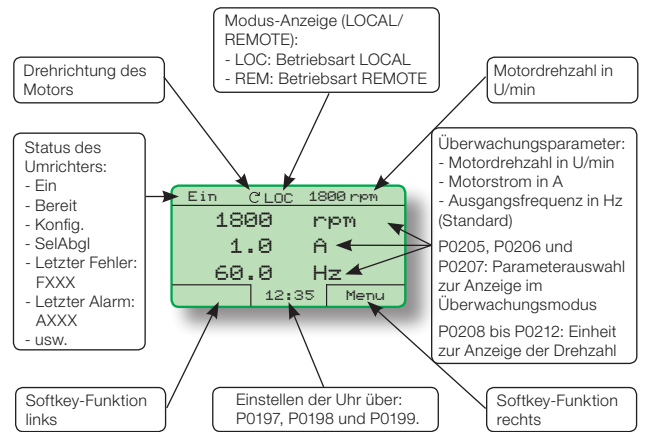 Modus-Anzeige (LOCAL/
REMOTE):
- LOC: Betriebsart LOCAL
- REM: Betriebsart REMOTE
Drehrichtung des
Motors
Motordrehzahl in
U/min
Status des
Umrichters:
- Ein
- Bereit
- Konfig.
- SelAbgl
- Letzter Fehler:
FXXX
- Letzter Alarm:
AXXX
- usw.
Überwachungsparameter:
- Motordrehzahl in U/min
- Motorstrom in A
- Ausgangsfrequenz in Hz
(Standard)
P0205, P0206 und
P0207: Parameterauswahl
zur Anzeige im
Überwachungsmodus
P0208 bis P0212: Einheit
zur Anzeige der Drehzahl
Ein LOC 1800 rpm
1800 rpm
1.0 A
60.0 Hz
12:35 Menu
Softkey-Funktion
links
Einstellen der Uhr über:
P0197, P0198 und P0199.
Softkey-Funktion
rechts